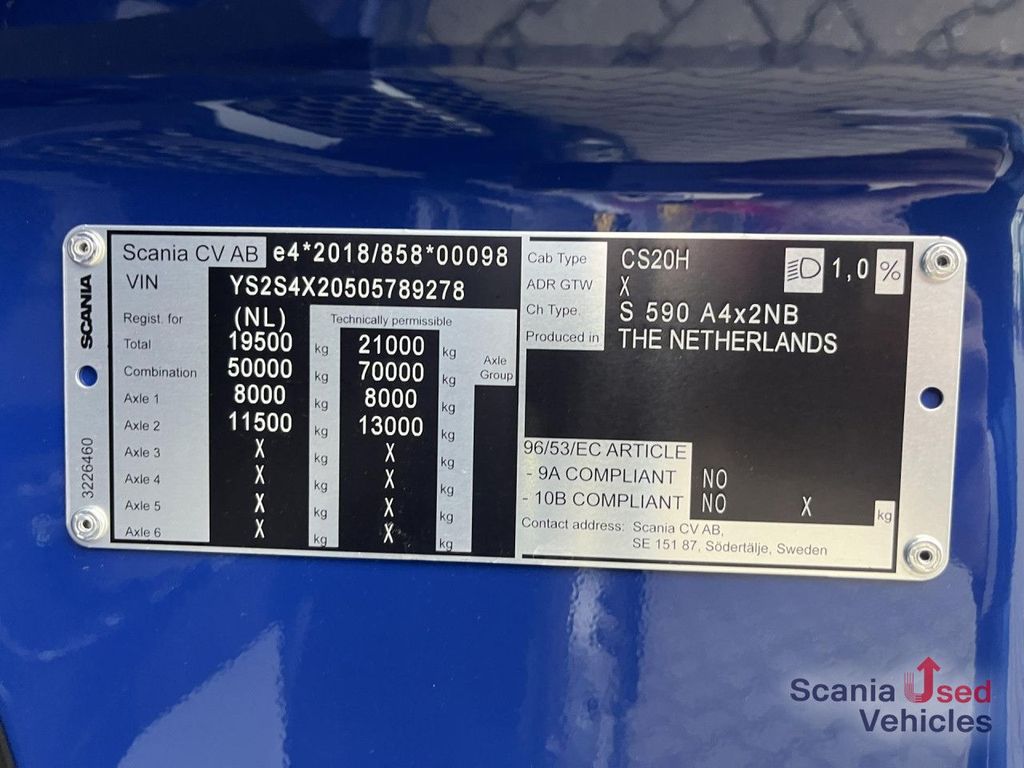 Scania CV AB e4*2018/858*00098
VIN YS2S4X20505789278
Regist. for (NL) Technically permissible
Total 19500 kg 21000 kg Axle Group
Combination 50000 kg 70000 kg
Axle 1 8000 kg 8000 kg
Axle 2 11500 kg 13000 kg
Axle 3 X kg X kg
Axle 4 X kg X kg
Axle 5 X kg X kg
Axle 6 X kg X kg
SCANIA
3226460
Cab Type CS20H 1,0 %
ADR GTW X
Ch Type S 590 A4x2NB
Produced in THE NETHERLANDS
96/53/EC ARTICLE
- 9A COMPLIANT NO
- 10B COMPLIANT NO X kg
Contact address: Scania CV AB,
SE 151 87, Södertälje, Sweden
Scania Used
Vehicles